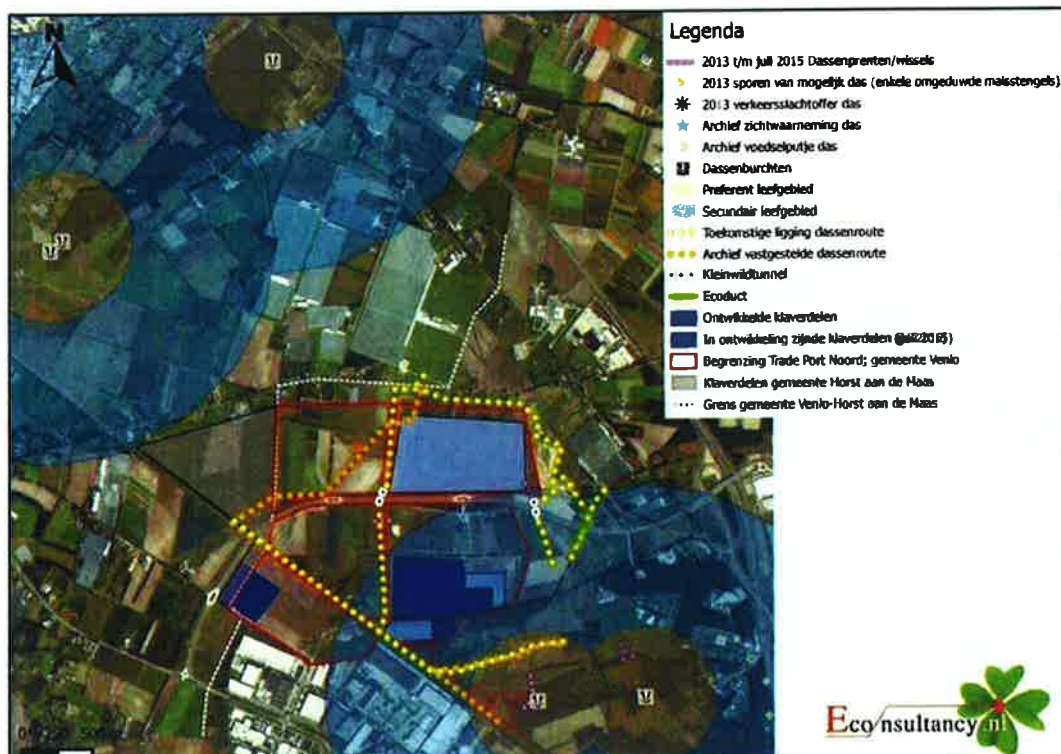 N
Legenda
2013 t/m juli 2015 Dassenprenten/wissels
2013 sporen van mogelijk das (enkele omgeduwde maisstengels)
2013 verkeersslachtoffer das
Archief zichtwaarneming das
Archief voedselputje das
Dassenburchten
Preferent leefgebied
Secundair leefgebied
Toekomstige ligging dassenroute
Archief vastgestelde dassenroute
Kleinwildtunnel
Ecoduct
Ontwikkelde klaverdelen
In ontwikkeling zijnde klaverdelen
Begrenzing Trade Port Noord; gemeente Venlo
Klaverdelen gemeente Horst aan de Maas
Grens gemeente Venlo-Horst aan de Maas
Econsultancy.nl